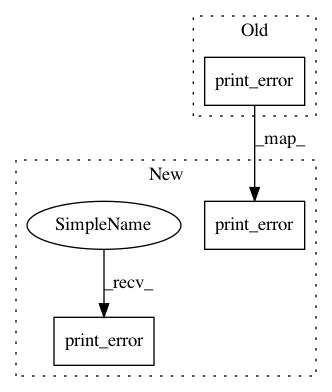 Old
print_error
_map_
New
SimpleName
print_error
_recv_
print_error